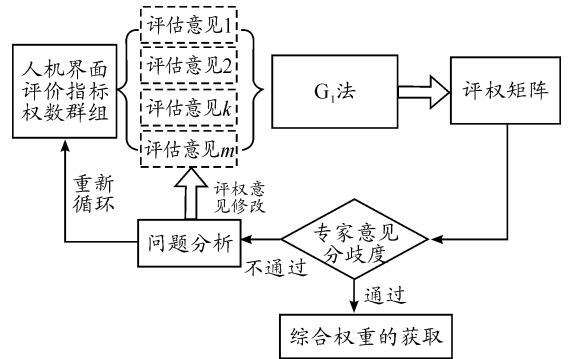 人机界面
评价指标
权数群组
评估意见1
评估意见2
评估意见k
评估意见m
G₁法
评权矩阵
重新
循环
评权意
见修改
问题分析
不通过
专家意见
分歧度
通过
综合权重的获取